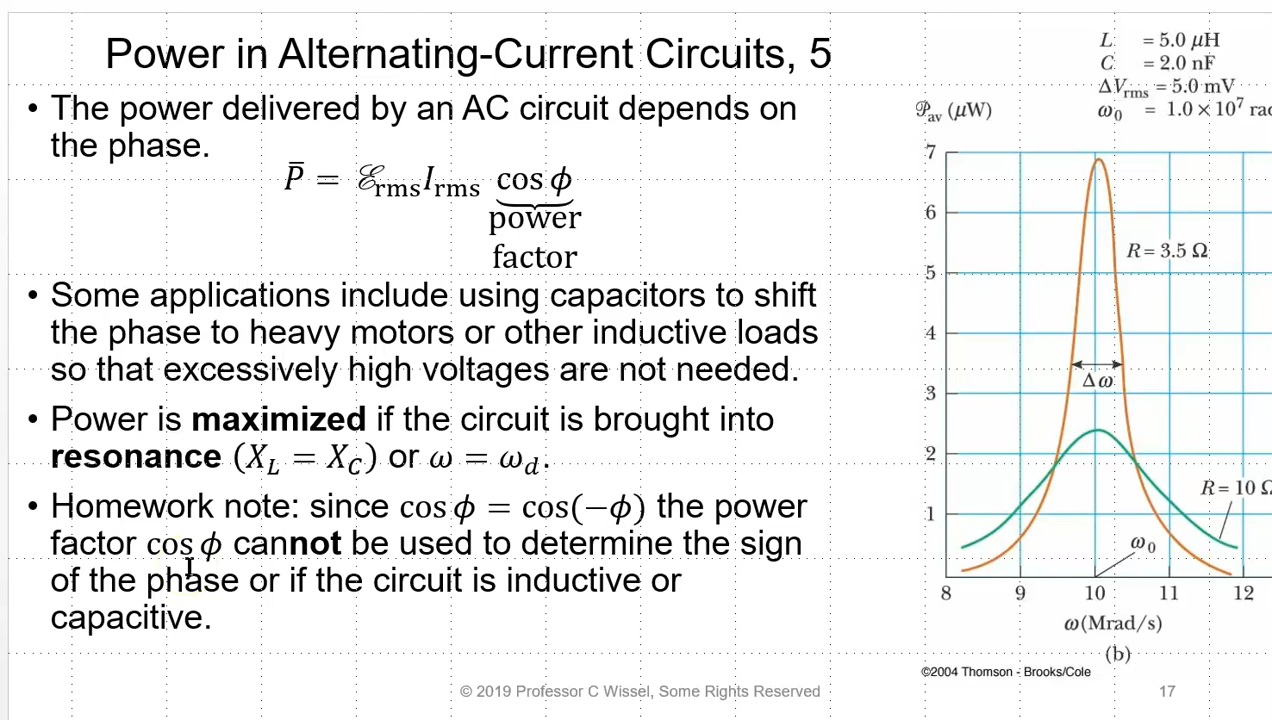 Power in Alternating-Current Circuits, 5
• The power delivered by an AC circuit depends on
the phase.
P̄ = ℰrms Irms cos ϕ
power
factor
• Some applications include using capacitors to shift
the phase to heavy motors or other inductive loads
so that excessively high voltages are not needed.
• Power is maximized if the circuit is brought into
resonance (X_L = X_C) or ω = ω_d.
• Homework note: since cos ϕ = cos(−ϕ) the power
factor cos ϕ cannot be used to determine the sign
of the phase or if the circuit is inductive or
capacitive.
L = 5.0 μH
C = 2.0 nF
ΔVrms = 5.0 mV
ω₀ = 1.0 × 10⁷ rad
𝒫av (μW)
7
6
5
4
3
2
1
R = 3.5 Ω
Δω
R = 10 Ω
ω₀
8 9 10 11 12
ω(Mrad/s)
(b)
©2004 Thomson - Brooks/Cole
© 2019 Professor C Wissel, Some Rights Reserved
17